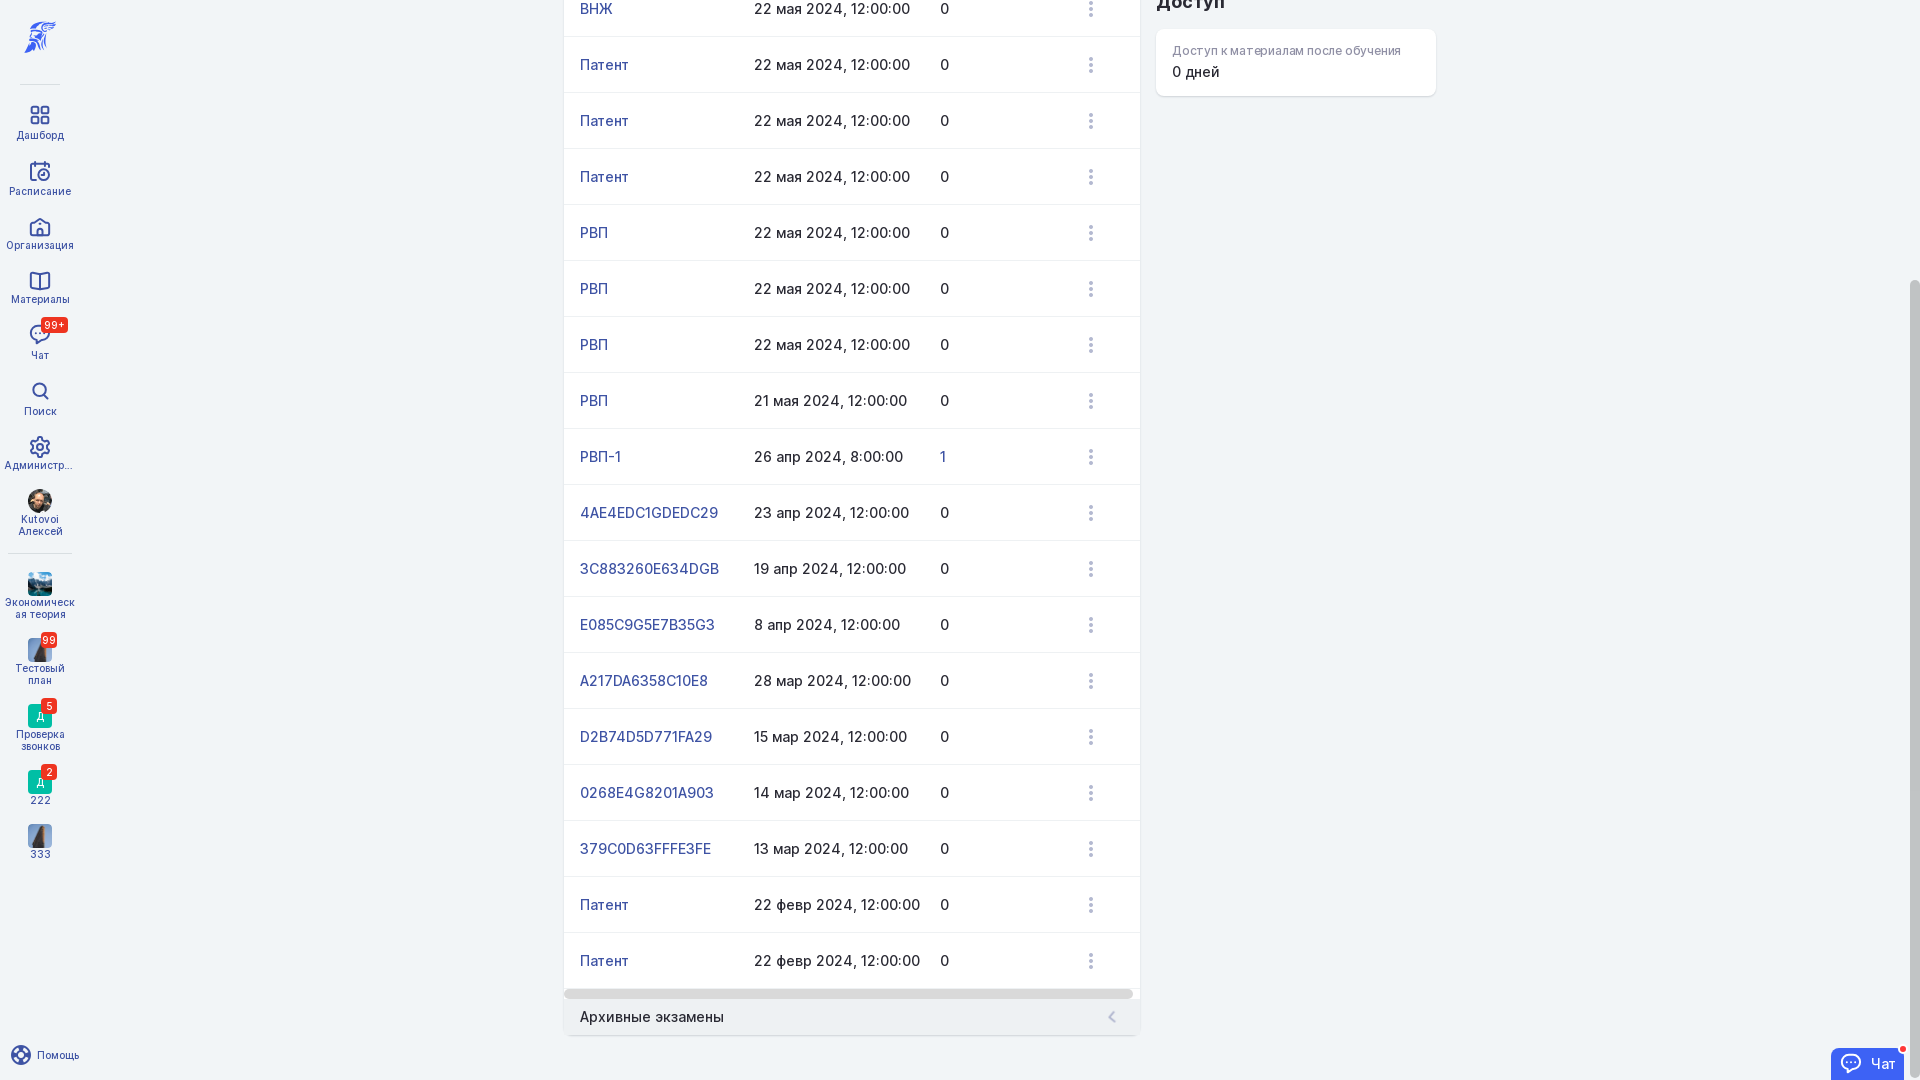 Дашборд
Расписание
Организация
Материалы
99+
Чат
Поиск
Администр...
Kutovoi
Алексей
Экономическ
ая теория
99
Тестовый
план
Д
5
Проверка
звонков
Д
2
222
333
Помощь
ВНЖ 22 мая 2024, 12:00:00 0
Патент 22 мая 2024, 12:00:00 0
Патент 22 мая 2024, 12:00:00 0
Патент 22 мая 2024, 12:00:00 0
РВП 22 мая 2024, 12:00:00 0
РВП 22 мая 2024, 12:00:00 0
РВП 22 мая 2024, 12:00:00 0
РВП 21 мая 2024, 12:00:00 0
РВП-1 26 апр 2024, 8:00:00 1
4AE4EDC1GDEDC29 23 апр 2024, 12:00:00 0
3C883260E634DGB 19 апр 2024, 12:00:00 0
E085C9G5E7B35G3 8 апр 2024, 12:00:00 0
A217DA6358C10E8 28 мар 2024, 12:00:00 0
D2B74D5D771FA29 15 мар 2024, 12:00:00 0
0268E4G8201A903 14 мар 2024, 12:00:00 0
379C0D63FFFE3FE 13 мар 2024, 12:00:00 0
Патент 22 февр 2024, 12:00:00 0
Патент 22 февр 2024, 12:00:00 0
Архивные экзамены
Доступ
Доступ к материалам после обучения
0 дней
Чат